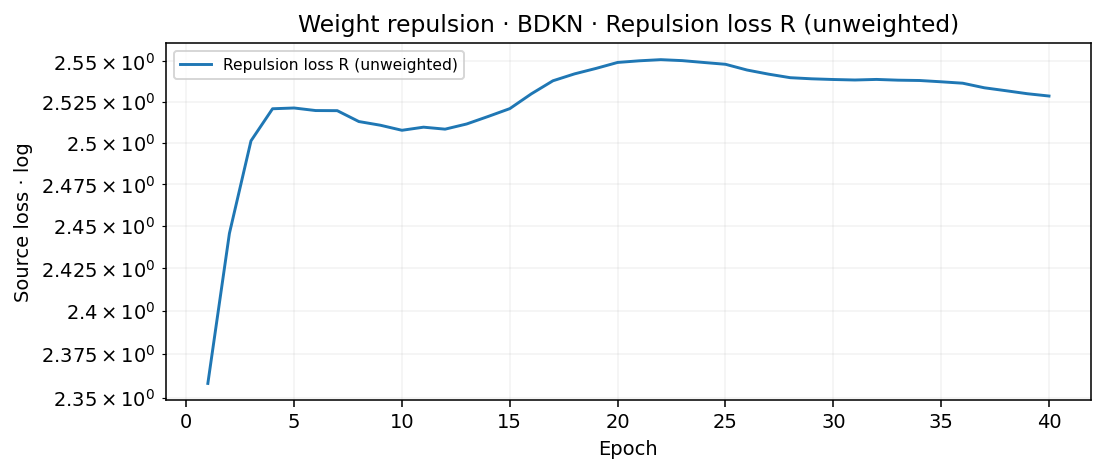 Weight repulsion · BDKN · Repulsion loss R (unweighted)
Repulsion loss R (unweighted)
Source loss · log
2.55 × 10⁰
2.525 × 10⁰
2.5 × 10⁰
2.475 × 10⁰
2.45 × 10⁰
2.425 × 10⁰
2.4 × 10⁰
2.375 × 10⁰
2.35 × 10⁰
0 5 10 15 20 25 30 35 40
Epoch